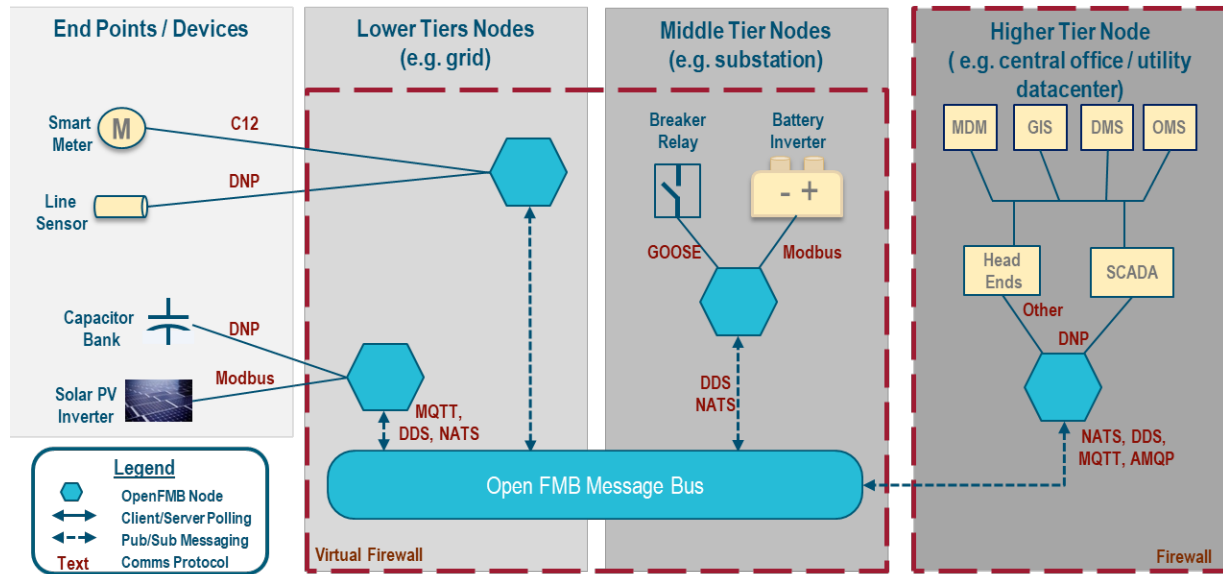 End Points / Devices
Smart
Meter
M
C12
Line
Sensor
DNP
Capacitor
Bank
DNP
Solar PV
Inverter
Modbus
Legend
OpenFMB Node
Client/Server Polling
Pub/Sub Messaging
Text
Comms Protocol
Lower Tiers Nodes
(e.g. grid)
MQTT,
DDS, NATS
Virtual Firewall
Middle Tier Nodes
(e.g. substation)
Breaker
Relay
Battery
Inverter
- +
GOOSE
Modbus
DDS
NATS
Open FMB Message Bus
Higher Tier Node
( e.g. central office / utility
datacenter)
MDM
GIS
DMS
OMS
Head
Ends
SCADA
Other
DNP
NATS, DDS,
MQTT, AMQP
Firewall